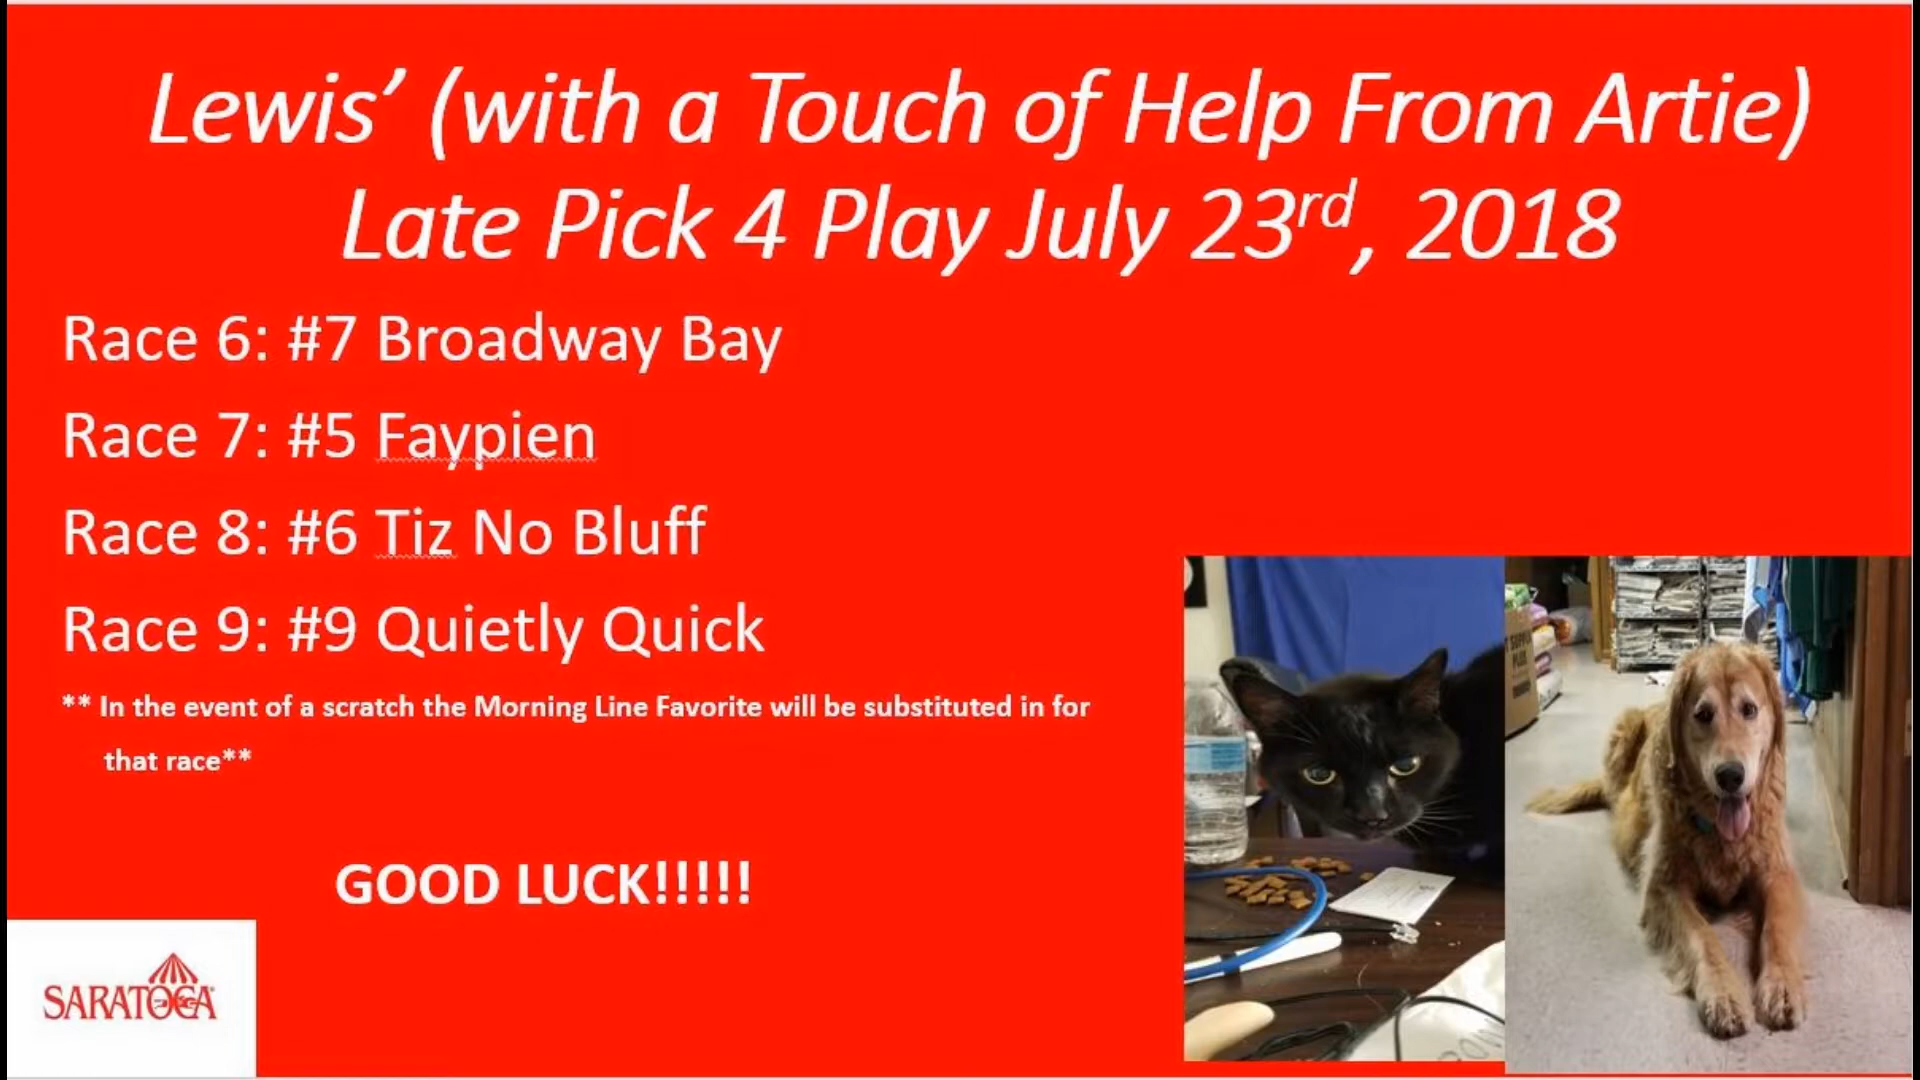 Lewis’ (with a Touch of Help From Artie)
Late Pick 4 Play July 23rd, 2018
Race 6: #7 Broadway Bay
Race 7: #5 Faypien
Race 8: #6 Tiz No Bluff
Race 9: #9 Quietly Quick
** In the event of a scratch the Morning Line Favorite will be substituted in for
that race**
GOOD LUCK!!!!!
SARATOGA